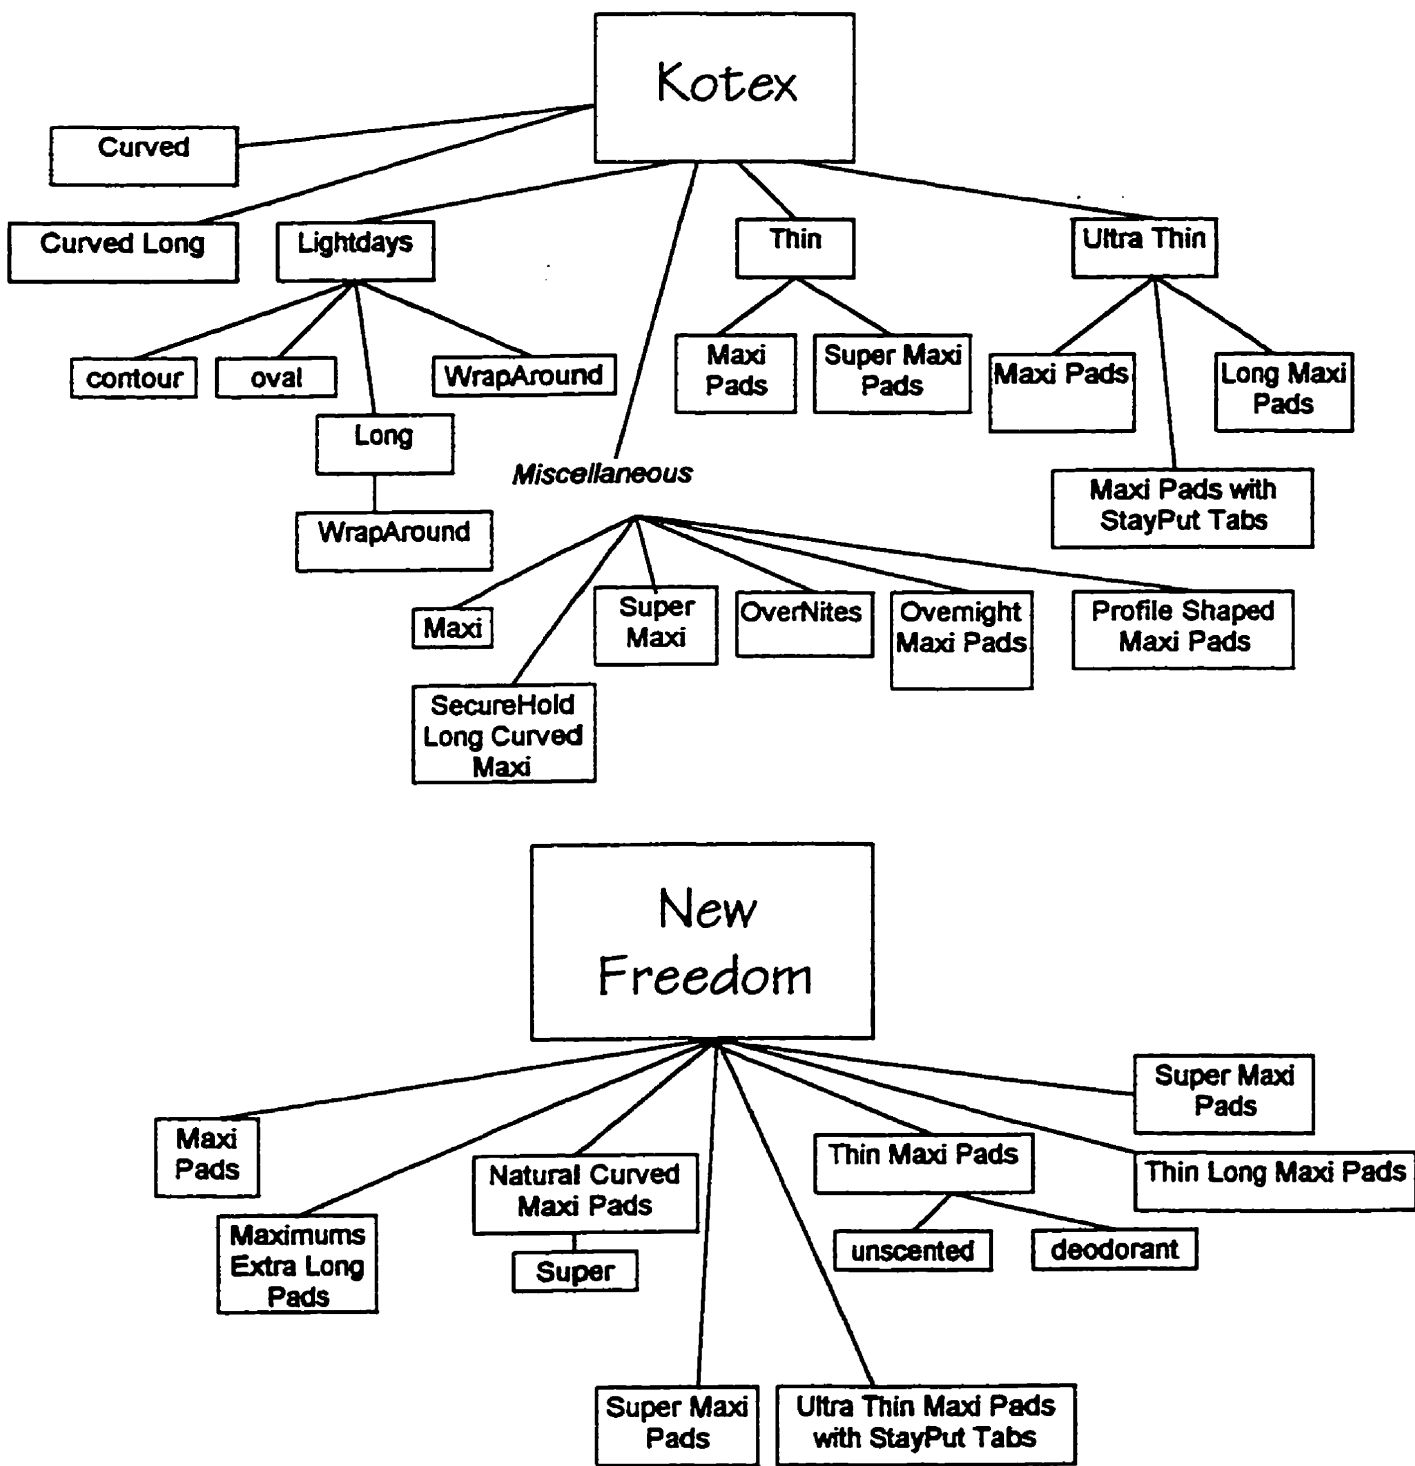 Kotex
Curved
Curved Long
Lightdays
Thin
Ultra Thin
contour
oval
WrapAround
Maxi
Pads
Super Maxi
Pads
Maxi Pads
Long Maxi
Pads
Long
WrapAround
Miscellaneous
Maxi Pads with
StayPut Tabs
Maxi
Super
Maxi
OverNites
Overnight
Maxi Pads
Profile Shaped
Maxi Pads
SecureHold
Long Curved
Maxi
New
Freedom
Maxi
Pads
Maximums
Extra Long
Pads
Natural Curved
Maxi Pads
Super
Thin Maxi Pads
unscented
deodorant
Super Maxi
Pads
Thin Long Maxi Pads
Super Maxi
Pads
Ultra Thin Maxi Pads
with StayPut Tabs